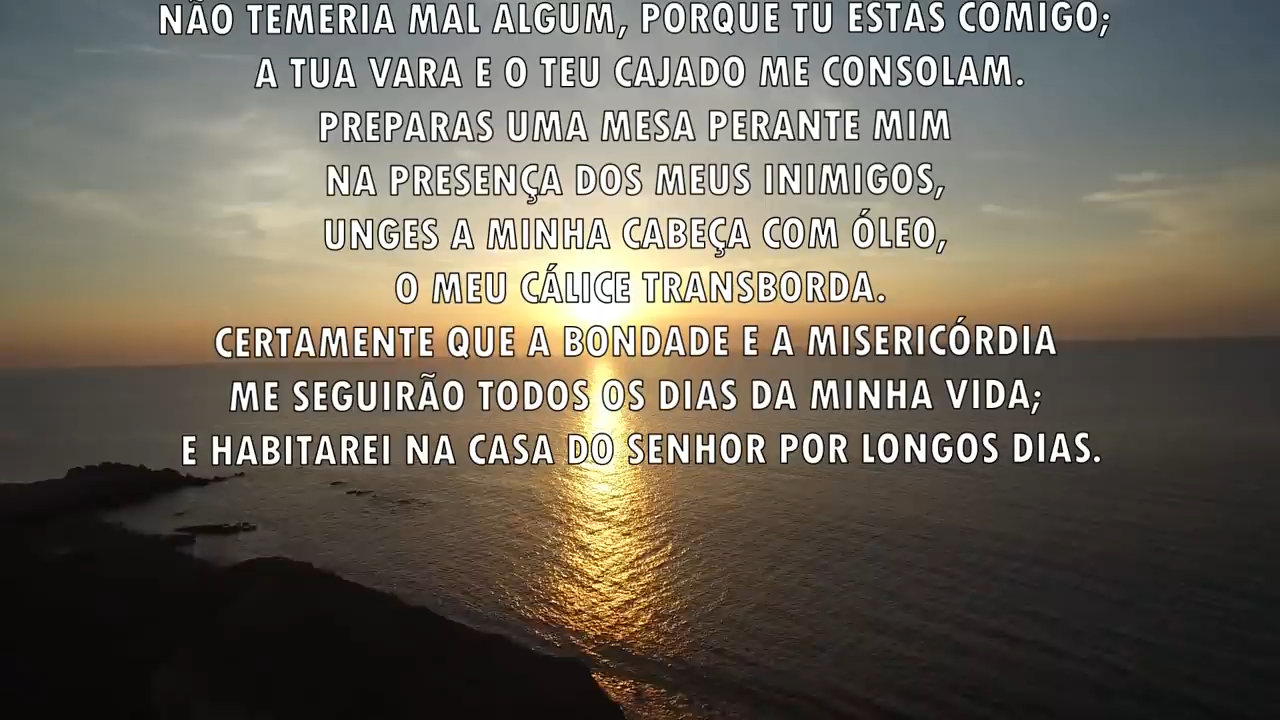 NÃO TEMERIA MAL ALGUM, PORQUE TU ESTÁS COMIGO;
A TUA VARA E O TEU CAJADO ME CONSOLAM.
PREPARAS UMA MESA PERANTE MIM
NA PRESENÇA DOS MEUS INIMIGOS,
UNGES A MINHA CABEÇA COM ÓLEO,
O MEU CÁLICE TRANSBORDA.
CERTAMENTE QUE A BONDADE E A MISERICÓRDIA
ME SEGUIRÃO TODOS OS DIAS DA MINHA VIDA;
E HABITAREI NA CASA DO SENHOR POR LONGOS DIAS.